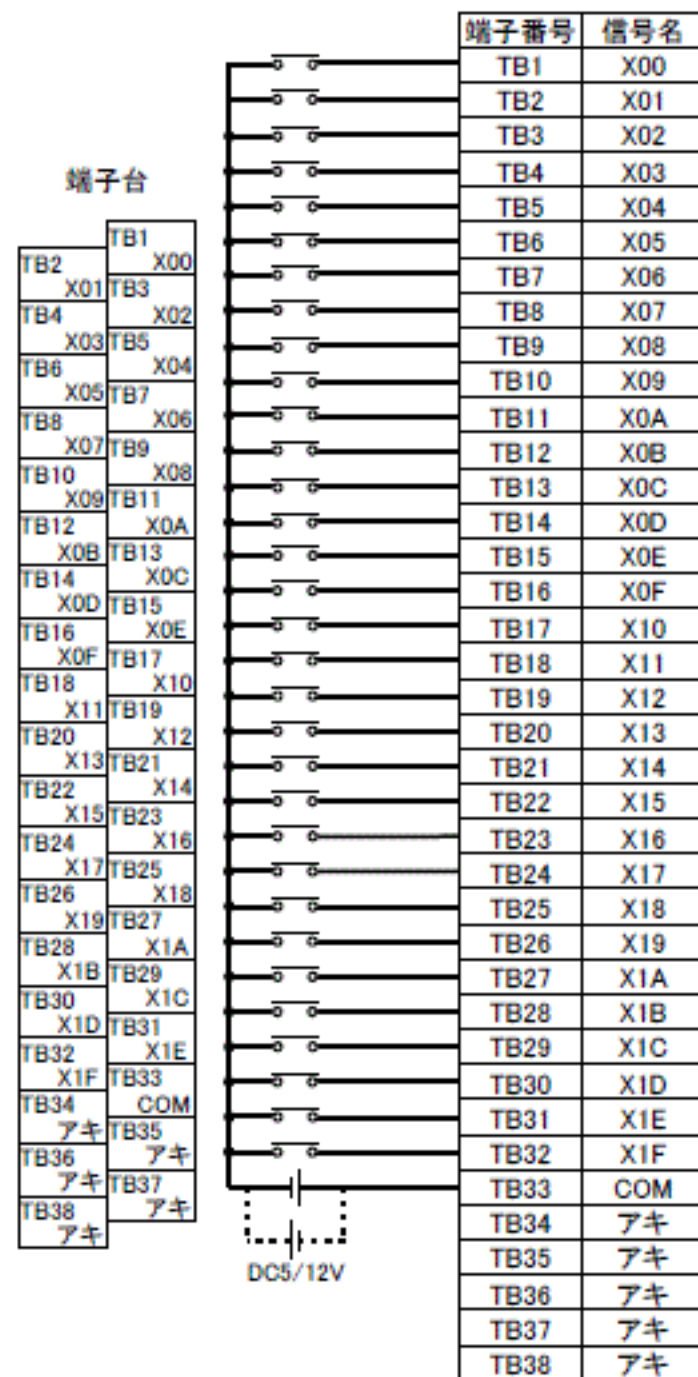 端子番号 信号名
TB1 X00
TB2 X01
TB3 X02
TB4 X03
TB5 X04
TB6 X05
TB7 X06
TB8 X07
TB9 X08
TB10 X09
TB11 X0A
TB12 X0B
TB13 X0C
TB14 X0D
TB15 X0E
TB16 X0F
TB17 X10
TB18 X11
TB19 X12
TB20 X13
TB21 X14
TB22 X15
TB23 X16
TB24 X17
TB25 X18
TB26 X19
TB27 X1A
TB28 X1B
TB29 X1C
TB30 X1D
TB31 X1E
TB32 X1F
TB33 COM
TB34 アキ
TB35 アキ
TB36 アキ
TB37 アキ
TB38 アキ
端子台
TB1
X00
TB2
X01
TB3
X02
TB4
X03
TB5
X04
TB6
X05
TB7
X06
TB8
X07
TB9
X08
TB10
X09
TB11
X0A
TB12
X0B
TB13
X0C
TB14
X0D
TB15
X0E
TB16
X0F
TB17
X10
TB18
X11
TB19
X12
TB20
X13
TB21
X14
TB22
X15
TB23
X16
TB24
X17
TB25
X18
TB26
X19
TB27
X1A
TB28
X1B
TB29
X1C
TB30
X1D
TB31
X1E
TB32
X1F
TB33
COM
TB34
アキ
TB35
アキ
TB36
アキ
TB37
アキ
TB38
アキ
DC5/12V